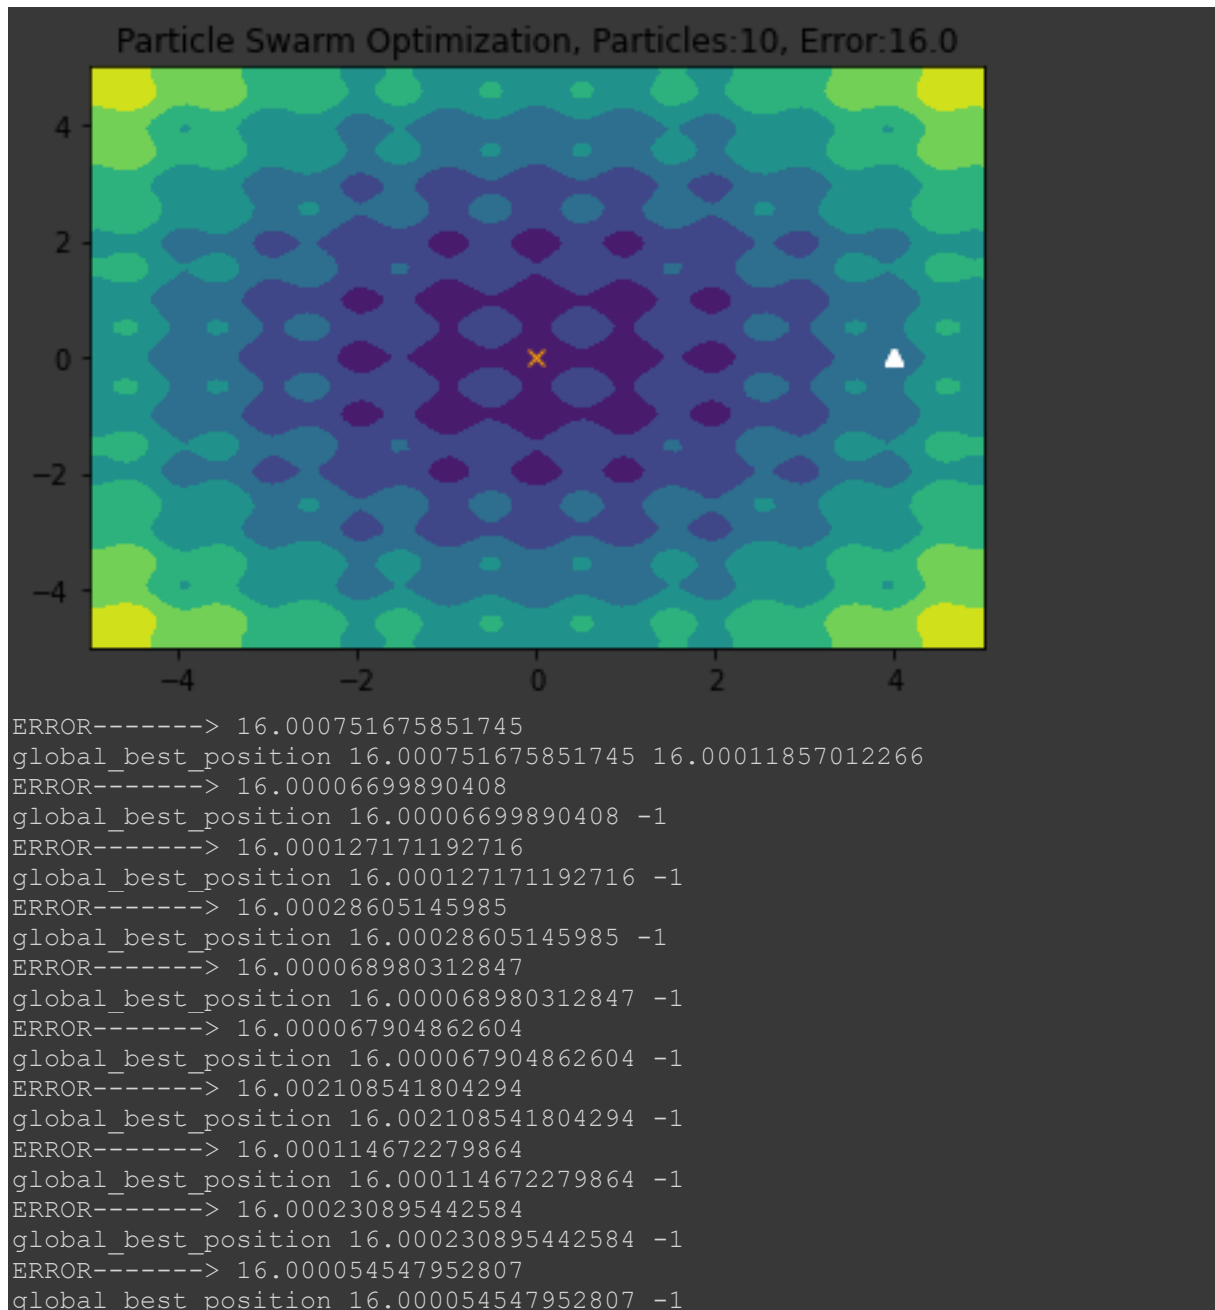 Particle Swarm Optimization, Particles:10, Error:16.0
4
2
0
−2
−4
−4 −2 0 2 4
ERROR-------> 16.000751675851745
global_best_position 16.000751675851745 16.00011857012266
ERROR-------> 16.00006699890408
global_best_position 16.00006699890408 -1
ERROR-------> 16.000127171192716
global_best_position 16.000127171192716 -1
ERROR-------> 16.00028605145985
global_best_position 16.00028605145985 -1
ERROR-------> 16.000068980312847
global_best_position 16.000068980312847 -1
ERROR-------> 16.000067904862604
global_best_position 16.000067904862604 -1
ERROR-------> 16.002108541804294
global_best_position 16.002108541804294 -1
ERROR-------> 16.000114672279864
global_best_position 16.000114672279864 -1
ERROR-------> 16.000230895442584
global_best_position 16.000230895442584 -1
ERROR-------> 16.000054547952807
global_best_position 16.000054547952807 -1